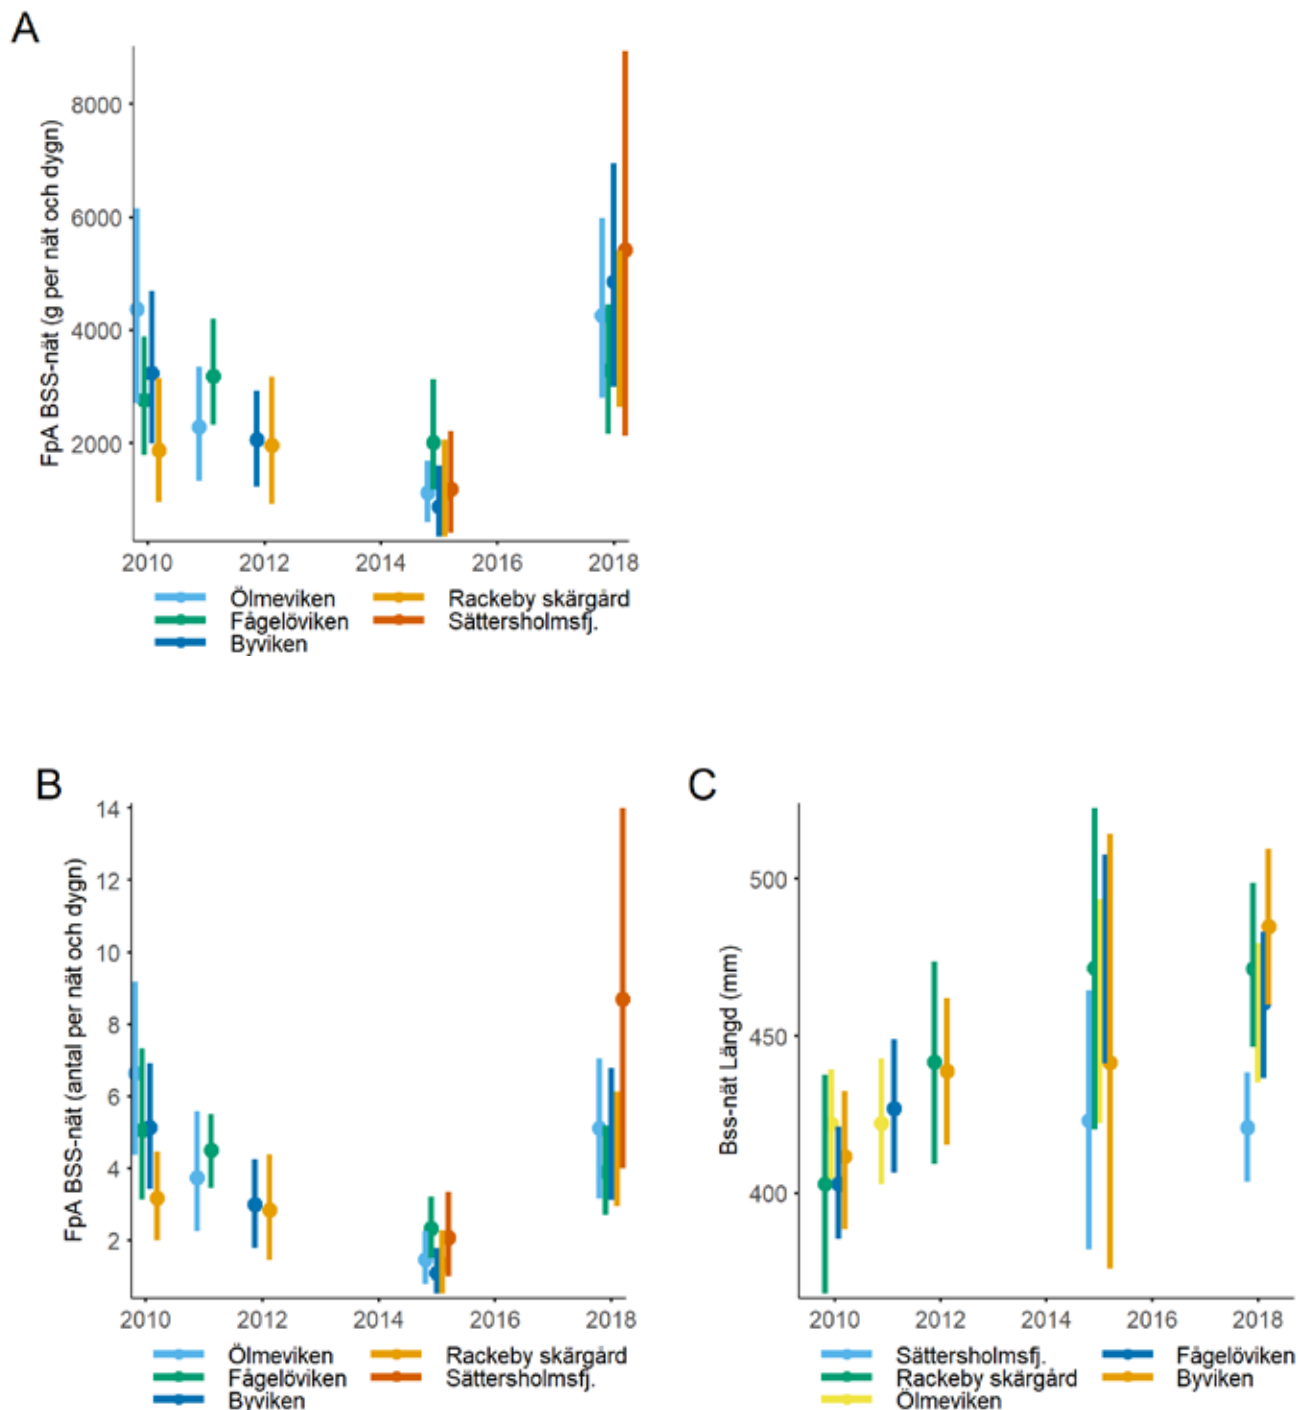 A
FpA BSS-nät (g per nät och dygn)
8000
6000
4000
2000
2010 2012 2014 2016 2018
Ölmeviken Rackeby skärgård
Fågelöviken Sättersholmsfj.
Byviken
B
FpA BSS-nät (antal per nät och dygn)
14
12
10
8
6
4
2
2010 2012 2014 2016 2018
Ölmeviken Rackeby skärgård
Fågelöviken Sättersholmsfj.
Byviken
C
Bss-nät Längd (mm)
500
450
400
2010 2012 2014 2016 2018
Sättersholmsfj. Fågelöviken
Rackeby skärgård Byviken
Ölmeviken